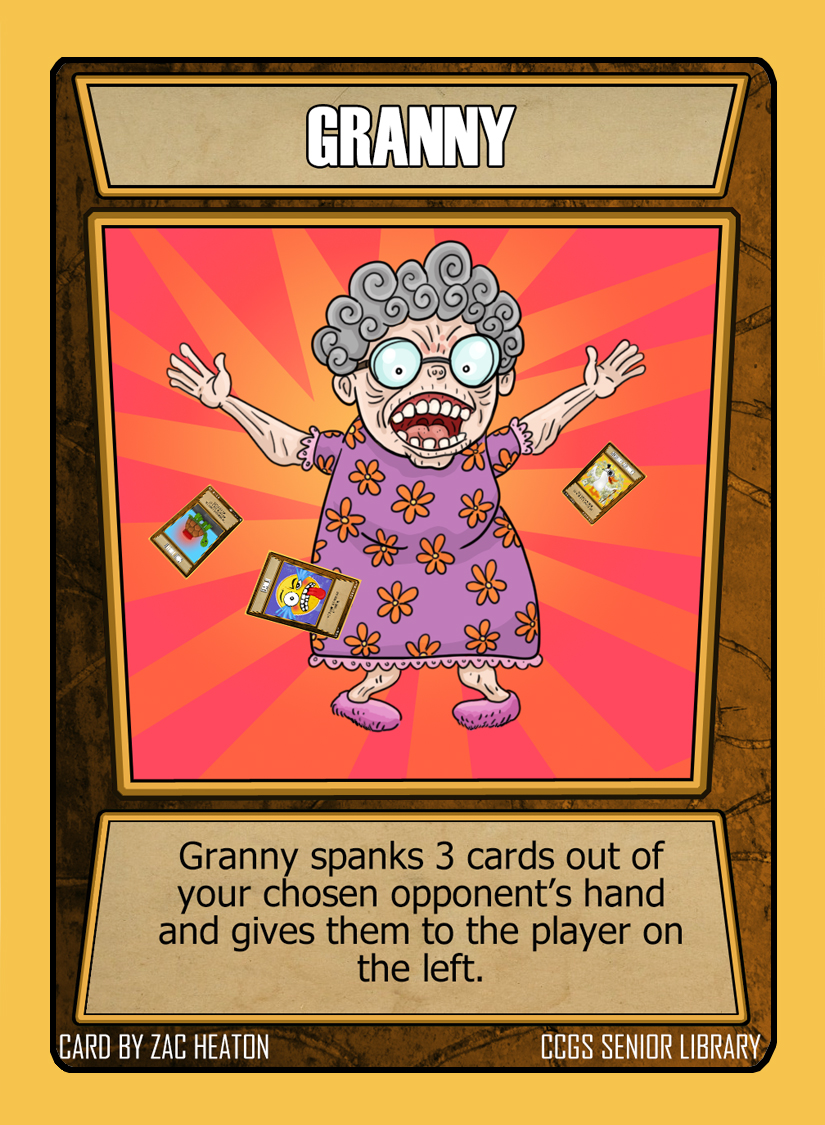 GRANNY
Granny spanks 3 cards out of
your chosen opponent's hand
and gives them to the player on
the left.
CARD BY ZAC HEATON
CCGS SENIOR LIBRARY